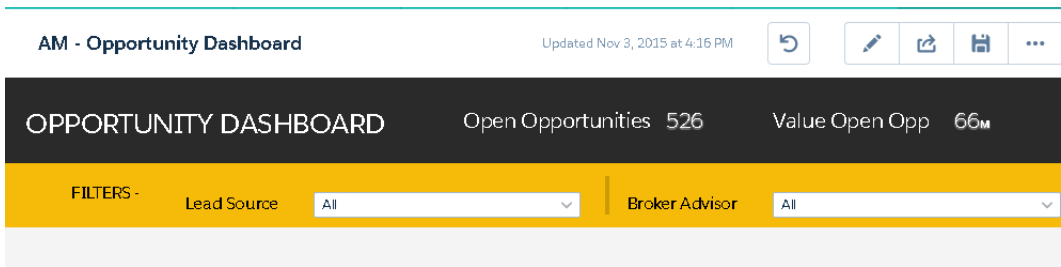 AM - Opportunity Dashboard Updated Nov 3, 2015 at 4:16 PM
OPPORTUNITY DASHBOARD Open Opportunities 526 Value Open Opp 66M
FILTERS - Lead Source All Broker Advisor All